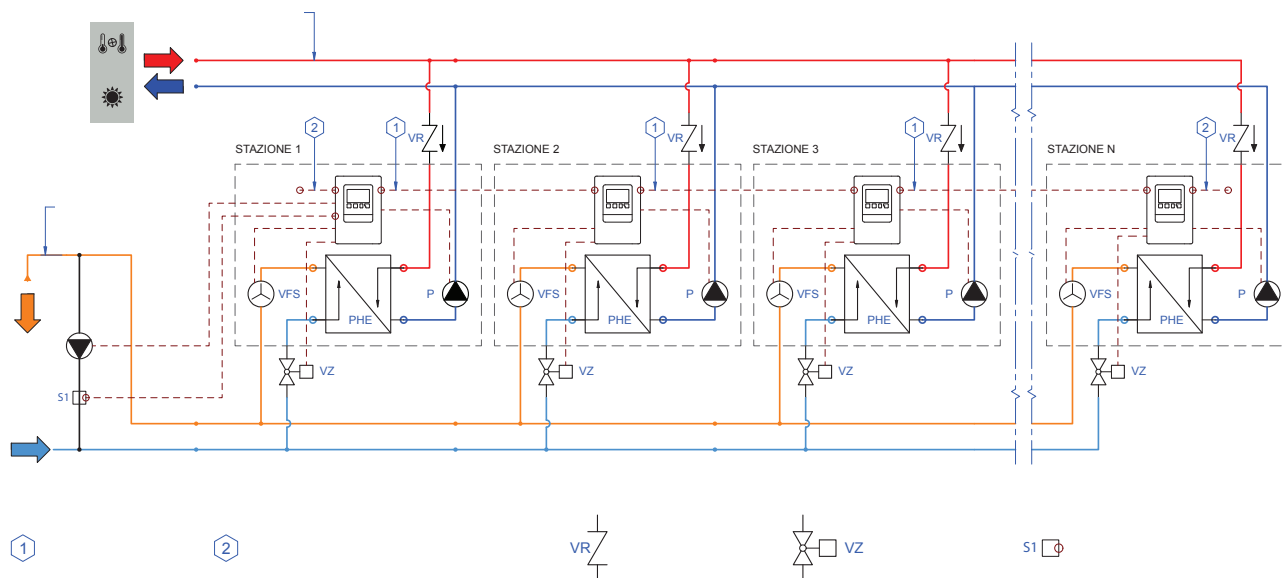 2
1
VR
1
VR
1
VR
2
VR
STAZIONE 1
STAZIONE 2
STAZIONE 3
STAZIONE N
VFS
PHE
P
VFS
PHE
P
VFS
PHE
P
VFS
PHE
P
VZ
VZ
VZ
VZ
S1
1
2
VR
VZ
S1